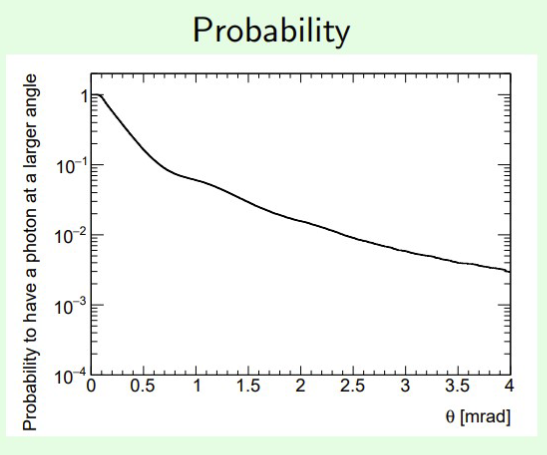 Probability
Probability to have a photon at a larger angle
1
10⁻¹
10⁻²
10⁻³
10⁻⁴
0 0.5 1 1.5 2 2.5 3 3.5 4
θ [mrad]